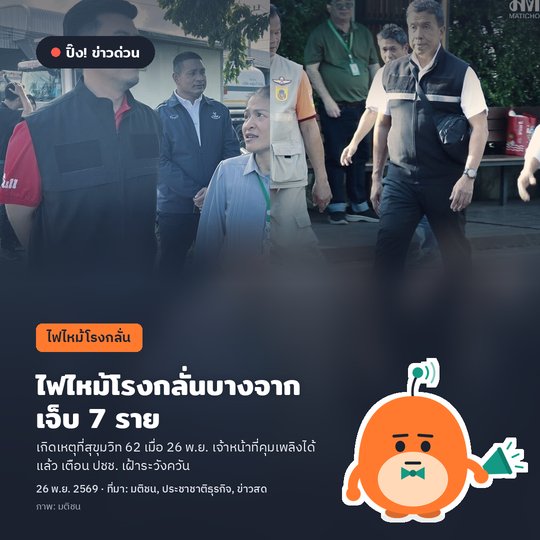 MATICHO
ปิ๊ง! ข่าวด่วน
ไฟไหม้โรงกลั่น
ไฟไหม้โรงกลั่นบางจาก
เจ็บ 7 ราย
เกิดเหตุที่สุขุมวิท 62 เมื่อ 26 พ.ย. เจ้าหน้าที่คุมเพลิงได้
แล้ว เตือน ปชช. เฝ้าระวังควัน
26 พ.ย. 2569 · ที่มา: มติชน, ประชาชาติธุรกิจ, ข่าวสด
ภาพ: มติชน